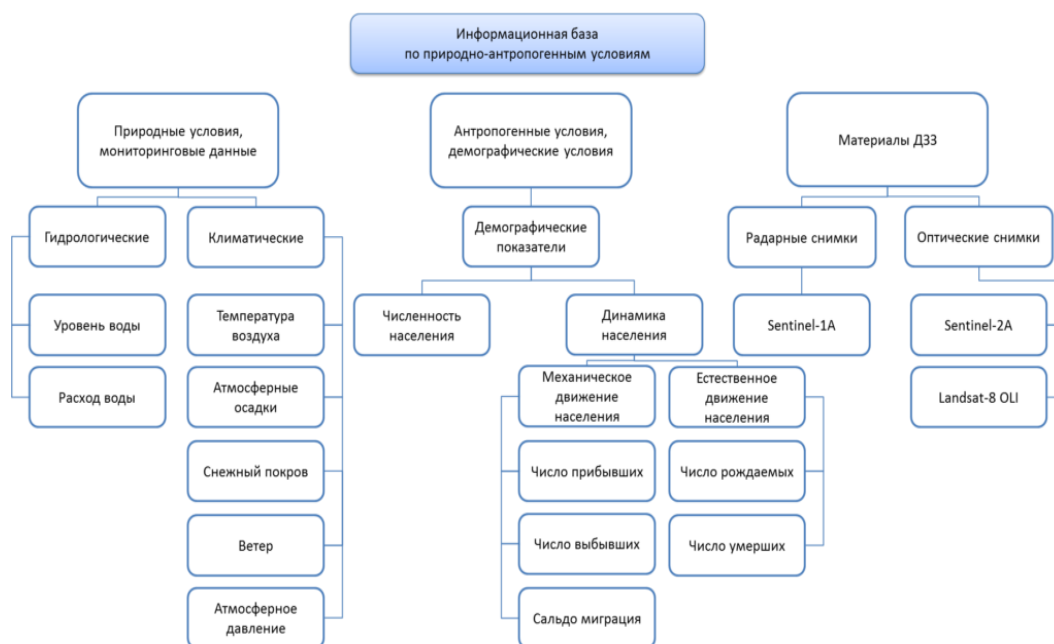 Информационная база
по природно-антропогенным условиям
Природные условия,
мониторинговые данные
Антропогенные условия,
демографические условия
Материалы ДЗЗ
Гидрологические
Климатические
Демографические
показатели
Радарные снимки
Оптические снимки
Уровень воды
Температура
воздуха
Численность
населения
Динамика
населения
Sentinel-1A
Sentinel-2A
Расход воды
Атмосферные
осадки
Механическое
движение
населения
Естественное
движение
населения
Landsat-8 OLI
Снежный покров
Число прибывших
Число рождаемых
Ветер
Число выбывших
Число умерших
Атмосферное
давление
Сальдо миграция